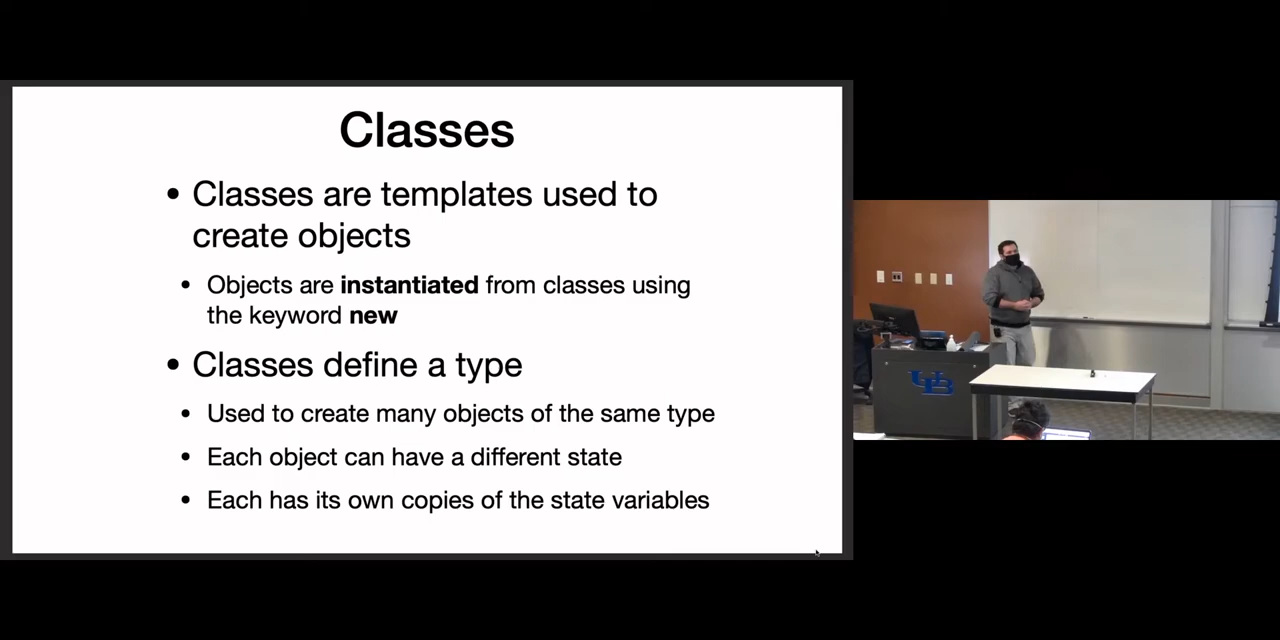 Classes
• Classes are templates used to
create objects
• Objects are instantiated from classes using
the keyword new
• Classes define a type
• Used to create many objects of the same type
• Each object can have a different state
• Each has its own copies of the state variables
UB